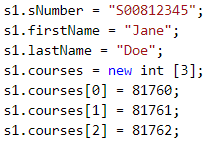 s1.sNumber = "S00812345";
s1.firstName = "Jane";
s1.lastName = "Doe";
s1.courses = new int [3];
s1.courses[0] = 81760;
s1.courses[1] = 81761;
s1.courses[2] = 81762;